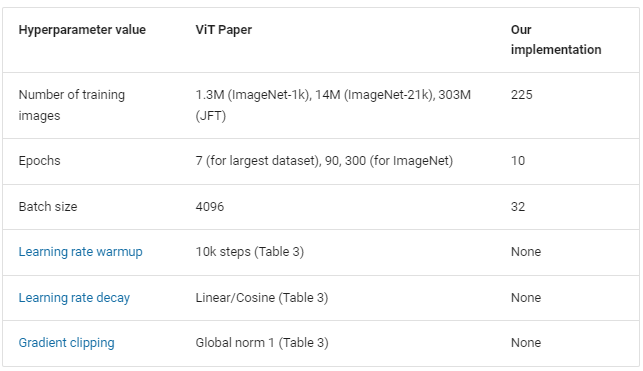 Hyperparameter value ViT Paper Our
implementation
Number of training 1.3M (ImageNet-1k), 14M (ImageNet-21k), 303M 225
images (JFT)
Epochs 7 (for largest dataset), 90, 300 (for ImageNet) 10
Batch size 4096 32
Learning rate warmup 10k steps (Table 3) None
Learning rate decay Linear/Cosine (Table 3) None
Gradient clipping Global norm 1 (Table 3) None